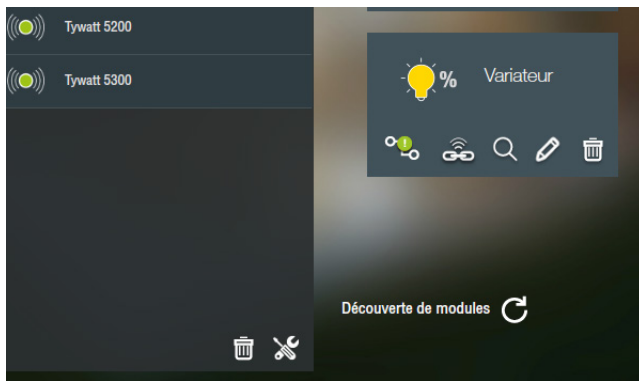 Tywatt 5200
Tywatt 5300
% Variateur
Découverte de modules